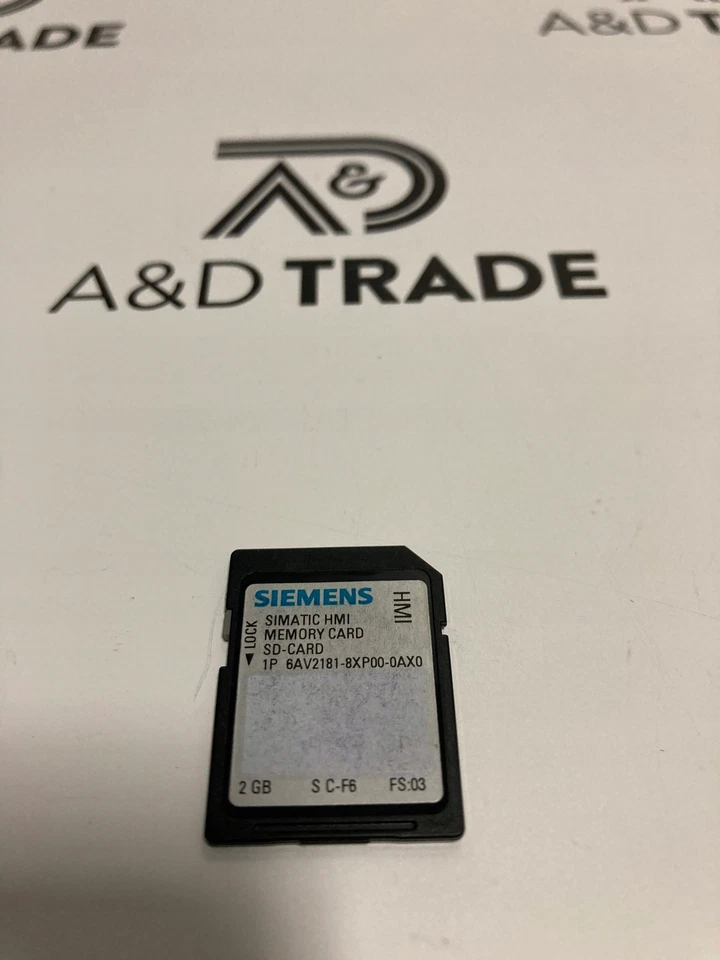 ADE
A&D T
A&D
A&D TRADE
SIEMENS
HMI
◄ LOCK
SIMATIC HMI
MEMORY CARD
SD-CARD
1P 6AV2181-8XP00-0AX0
2 GB S C-F6 FS:03